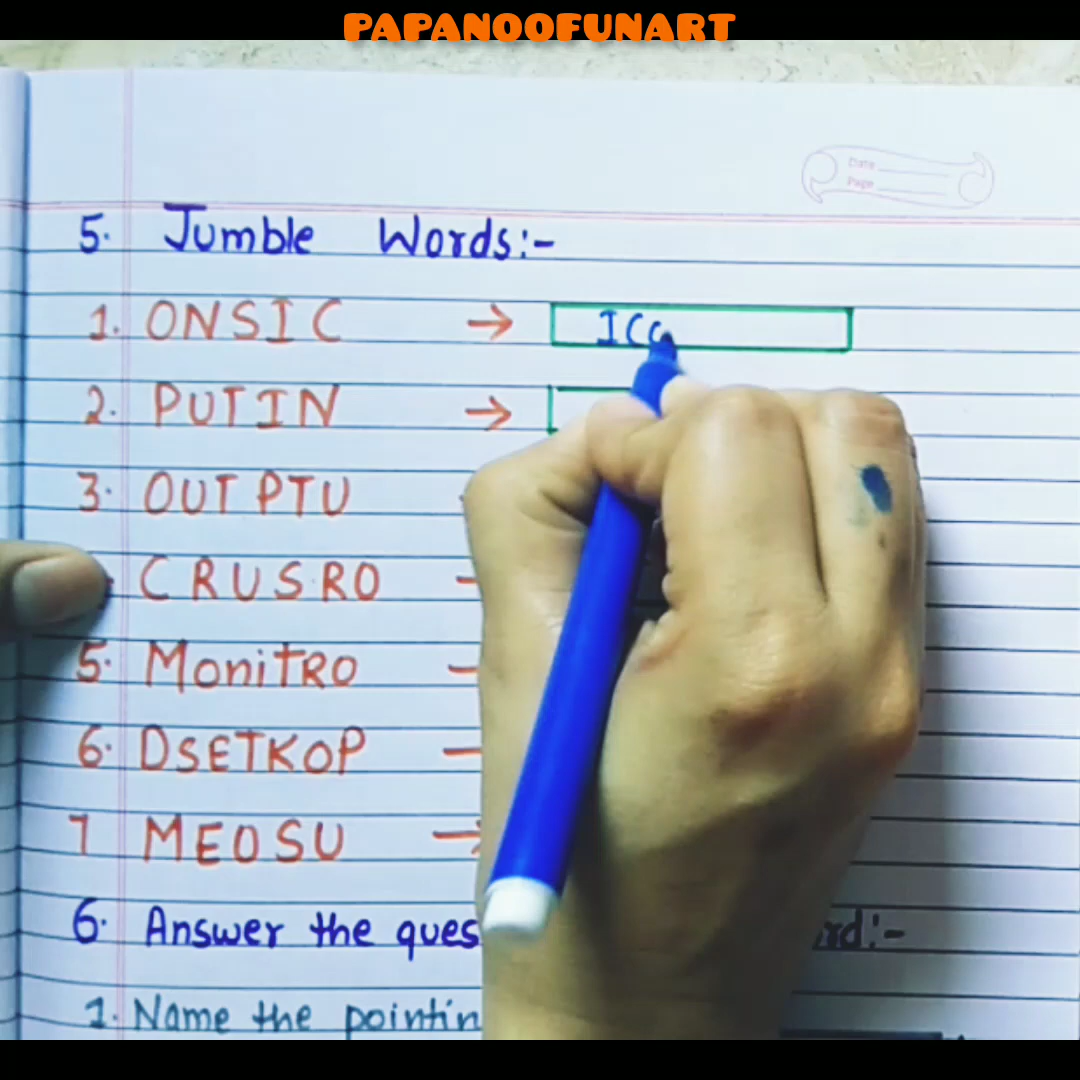 PAPANOOFUNART
Date
Page
5. Jumble Words:-
1. ONSIC → ICO
2. PUTIN →
3. OUTPTU
CRUSRO
5. MoniTRO
6. DSETKOP
7 MEOSU →
6. Answer the ques rd:-
1. Name the pointin